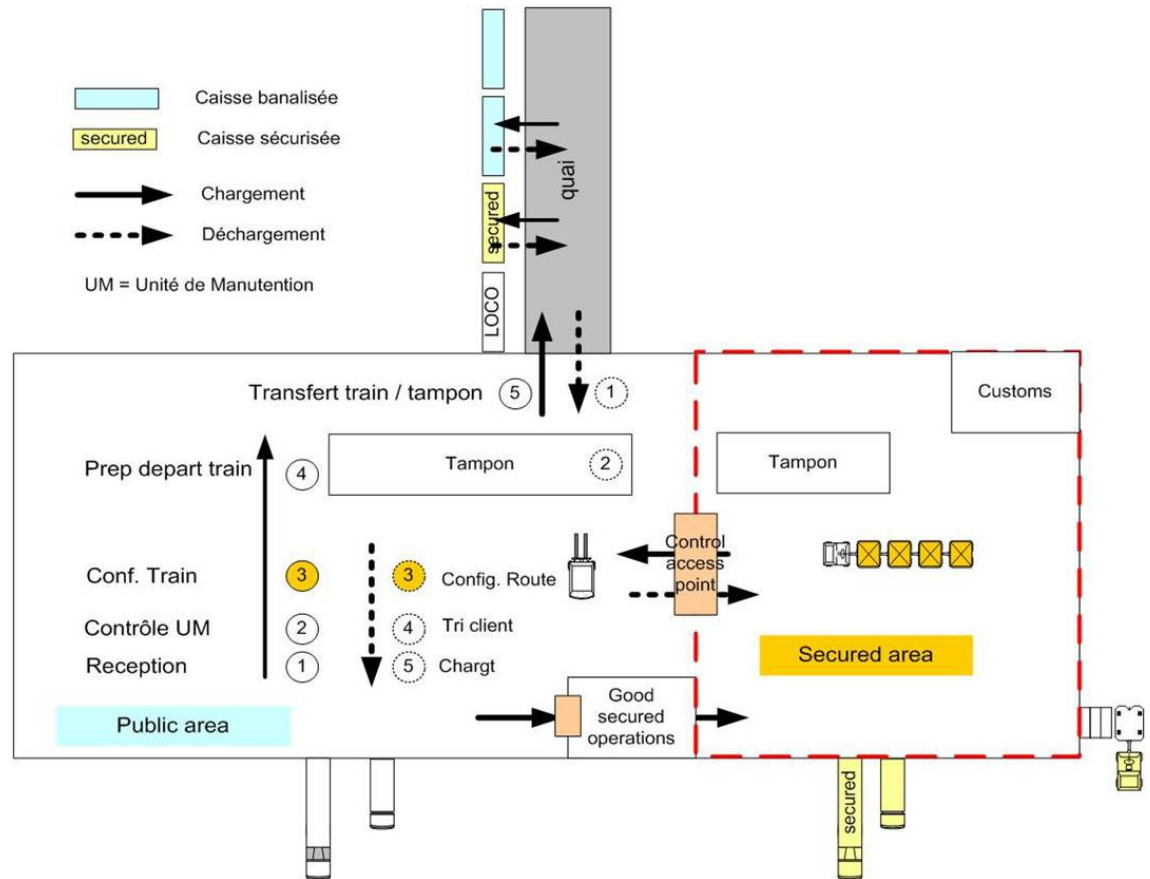 Caisse banalisée
secured
Caisse sécurisée
Chargement
Déchargement
UM = Unité de Manutention
quai
secured
LOCO
Transfert train / tampon
5
1
Customs
Prep depart train
4
Tampon
2
Tampon
Control
access
point
Conf. Train
3
3
Config. Route
Contrôle UM
2
4
Tri client
Reception
1
5
Chargt
Secured area
Public area
Good
secured
operations
secured